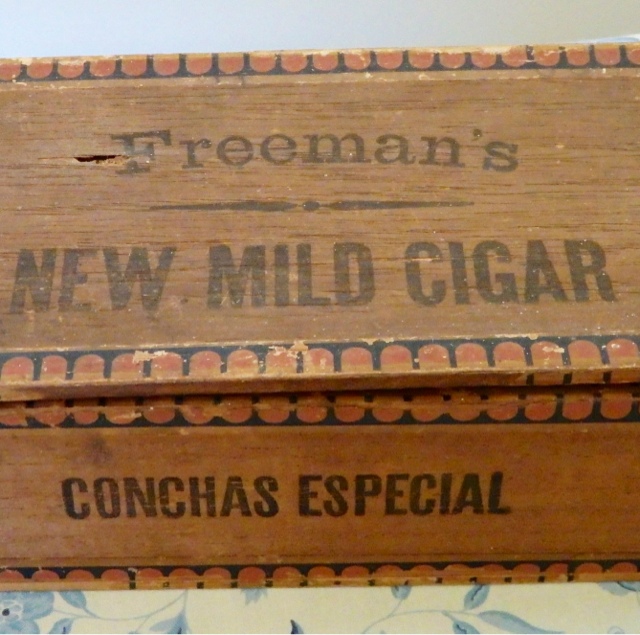 Freeman's
NEW MILD CIGAR
CONCHAS ESPECIAL